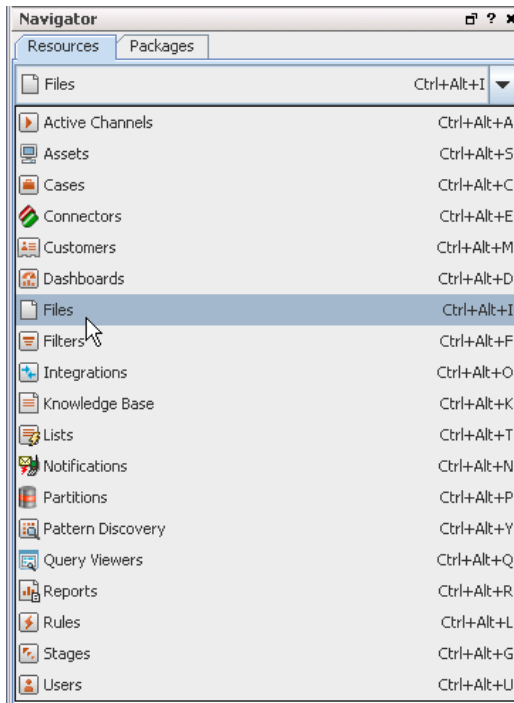 Navigator ?
Resources Packages
Files Ctrl+Alt+I
Active Channels Ctrl+Alt+A
Assets Ctrl+Alt+S
Cases Ctrl+Alt+C
Connectors Ctrl+Alt+E
Customers Ctrl+Alt+M
Dashboards Ctrl+Alt+D
Files Ctrl+Alt+I
Filters Ctrl+Alt+F
Integrations Ctrl+Alt+O
Knowledge Base Ctrl+Alt+K
Lists Ctrl+Alt+T
Notifications Ctrl+Alt+N
Partitions Ctrl+Alt+P
Pattern Discovery Ctrl+Alt+Y
Query Viewers Ctrl+Alt+Q
Reports Ctrl+Alt+R
Rules Ctrl+Alt+L
Stages Ctrl+Alt+G
Users Ctrl+Alt+U